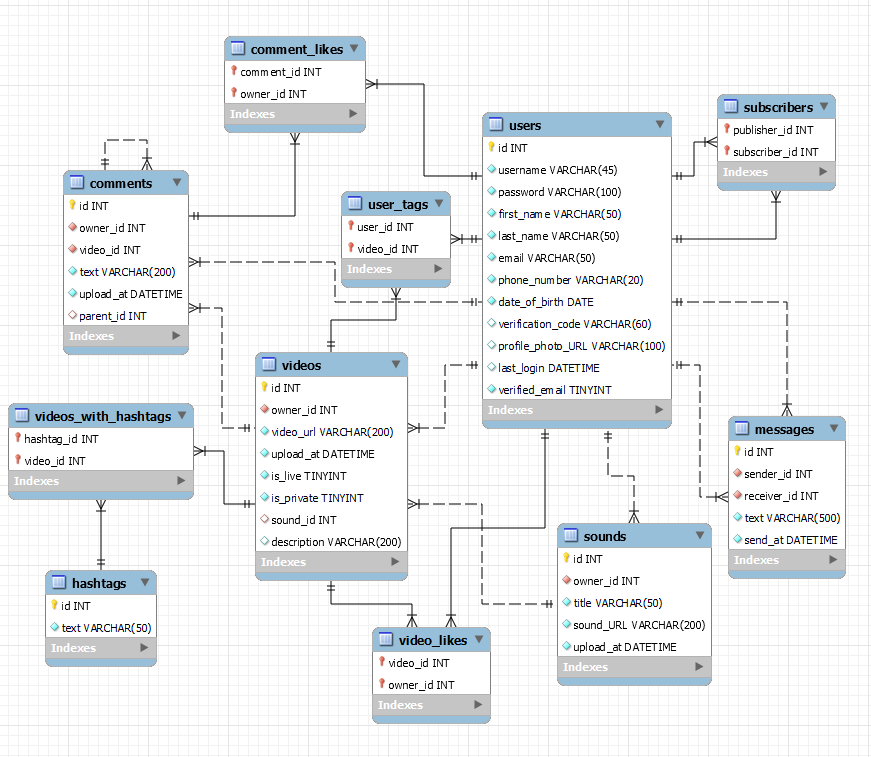 comment_likes
comment_id INT
owner_id INT
Indexes
users
id INT
username VARCHAR(45)
password VARCHAR(100)
first_name VARCHAR(50)
last_name VARCHAR(50)
email VARCHAR(50)
phone_number VARCHAR(20)
date_of_birth DATE
verification_code VARCHAR(60)
profile_photo_URL VARCHAR(100)
last_login DATETIME
verified_email TINYINT
Indexes
subscribers
publisher_id INT
subscriber_id INT
Indexes
comments
id INT
owner_id INT
video_id INT
text VARCHAR(200)
upload_at DATETIME
parent_id INT
Indexes
user_tags
user_id INT
video_id INT
Indexes
videos
id INT
owner_id INT
video_url VARCHAR(200)
upload_at DATETIME
is_live TINYINT
is_private TINYINT
sound_id INT
description VARCHAR(200)
Indexes
videos_with_hashtags
hashtag_id INT
video_id INT
Indexes
messages
id INT
sender_id INT
receiver_id INT
text VARCHAR(500)
send_at DATETIME
Indexes
sounds
id INT
owner_id INT
title VARCHAR(50)
sound_URL VARCHAR(200)
upload_at DATETIME
Indexes
hashtags
id INT
text VARCHAR(50)
Indexes
video_likes
video_id INT
owner_id INT
Indexes